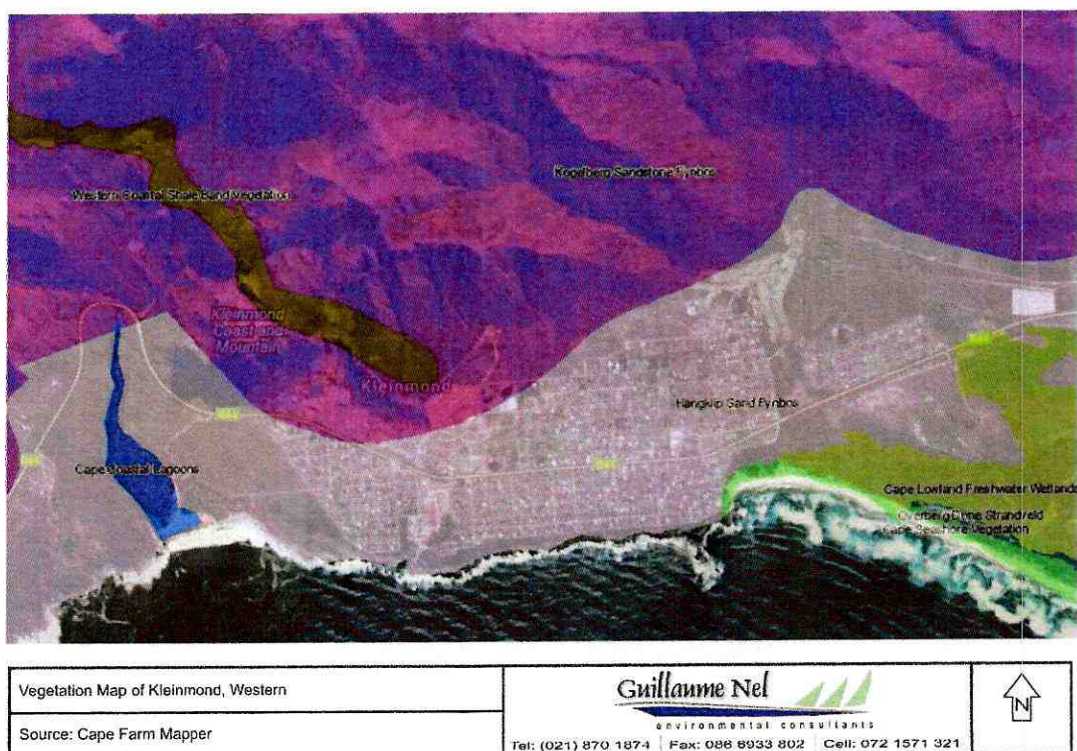 Kogelberg Sandstone Fynbos
Western Coastal Shale Band Vegetation
Kleinmond
Coast and
Mountain
Kleinmond
Hangklip Sand Fynbos
R44
R44
Cape Coastal Lagoons
Cape Lowland Freshwater Wetlands
Overberg Dune Strandveld
Cape Seashore Vegetation
Vegetation Map of Kleinmond, Western
Source: Cape Farm Mapper
Guillaume Nel
environmental consultants
Tel: (021) 870 1874 Fax: 086 6933 802 Cell: 072 1571 321
N